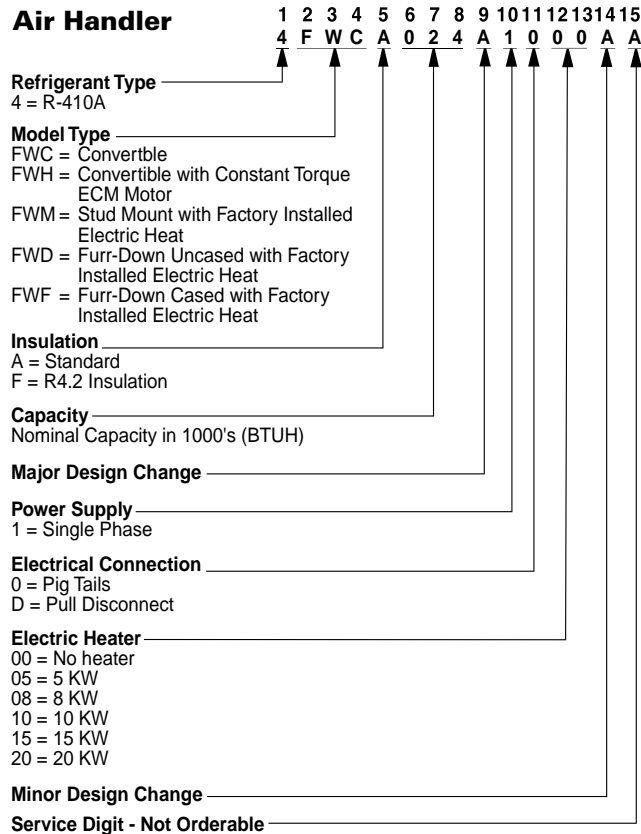 Air Handler
1 2 3 4 5 6 7 8 9 10 11 12 13 14 15
4 F W C A 0 2 4 A 1 0 0 0 A A
Refrigerant Type
4 = R-410A
Model Type
FWC = Convertble
FWH = Convertible with Constant Torque
ECM Motor
FWM = Stud Mount with Factory Installed
Electric Heat
FWD = Furr-Down Uncased with Factory
Installed Electric Heat
FWF = Furr-Down Cased with Factory
Installed Electric Heat
Insulation
A = Standard
F = R4.2 Insulation
Capacity
Nominal Capacity in 1000's (BTUH)
Major Design Change
Power Supply
1 = Single Phase
Electrical Connection
0 = Pig Tails
D = Pull Disconnect
Electric Heater
00 = No heater
05 = 5 KW
08 = 8 KW
10 = 10 KW
15 = 15 KW
20 = 20 KW
Minor Design Change
Service Digit - Not Orderable